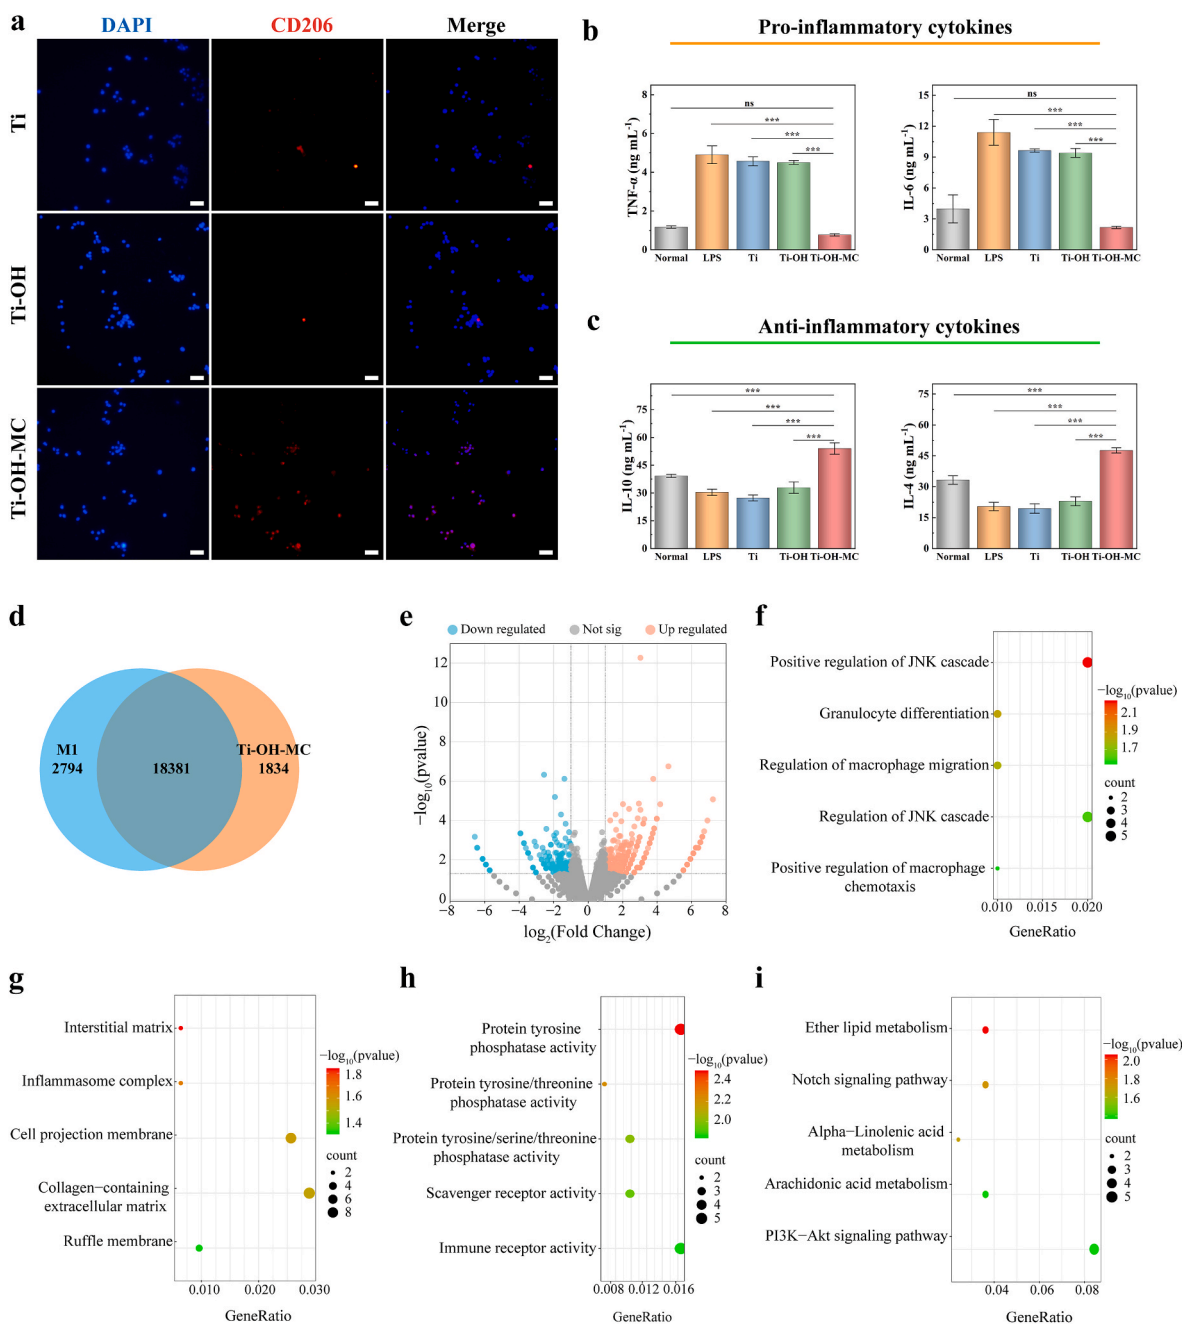 a
DAPI
CD206
Merge
Ti
Ti-OH
Ti-OH-MC
b
Pro-inflammatory cytokines
TNF-α (ng mL⁻¹)
8
6
4
2
0
ns
***
***
***
Normal
LPS
Ti
Ti-OH
Ti-OH-MC
IL-6 (ng mL⁻¹)
15
12
9
6
3
0
ns
***
***
***
Normal
LPS
Ti
Ti-OH
Ti-OH-MC
c
Anti-inflammatory cytokines
IL-10 (ng mL⁻¹)
75
60
45
30
15
0
***
***
***
***
Normal
LPS
Ti
Ti-OH
Ti-OH-MC
IL-4 (ng mL⁻¹)
75
60
45
30
15
0
***
***
***
***
Normal
LPS
Ti
Ti-OH
Ti-OH-MC
d
M1
2794
18381
Ti-OH-MC
1834
e
Down regulated
Not sig
Up regulated
−log₁₀(pvalue)
12
10
8
6
4
2
0
−8
−6
−4
−2
0
2
4
6
8
log₂(Fold Change)
f
Positive regulation of JNK cascade
Granulocyte differentiation
Regulation of macrophage migration
Regulation of JNK cascade
Positive regulation of macrophage
chemotaxis
0.010
0.015
0.020
GeneRatio
−log₁₀(pvalue)
2.1
1.9
1.7
count
2
3
4
5
g
Interstitial matrix
Inflammasome complex
Cell projection membrane
Collagen−containing
extracellular matrix
Ruffle membrane
0.010
0.020
0.030
GeneRatio
−log₁₀(pvalue)
1.8
1.6
1.4
count
2
4
6
8
h
Protein tyrosine
phosphatase activity
Protein tyrosine/threonine
phosphatase activity
Protein tyrosine/serine/threonine
phosphatase activity
Scavenger receptor activity
Immune receptor activity
0.008
0.012
0.016
GeneRatio
−log₁₀(pvalue)
2.4
2.2
2.0
count
2
3
4
5
i
Ether lipid metabolism
Notch signaling pathway
Alpha−Linolenic acid
metabolism
Arachidonic acid metabolism
PI3K−Akt signaling pathway
0.04
0.06
0.08
GeneRatio
−log₁₀(pvalue)
2.0
1.8
1.6
count
2
3
4
5